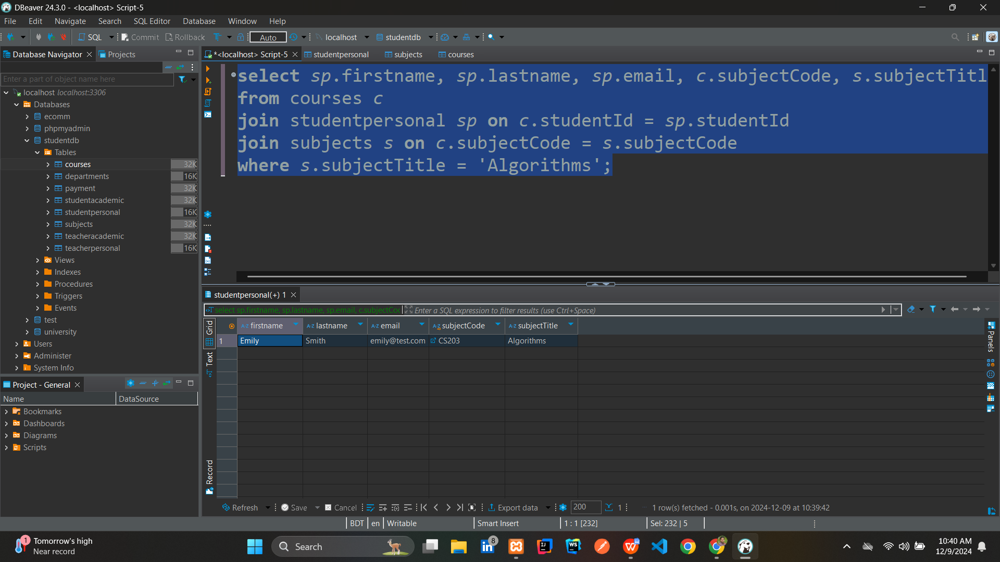 DBeaver 24.3.0 - <localhost> Script-5
File Edit Navigate Search SQL Editor Database Window Help
SQL Commit Rollback Auto localhost studentdb
Database Navigator Projects
*<localhost> Script-5 studentpersonal subjects courses
Enter a part of object name here
localhost localhost:3306
Databases
ecomm
phpmyadmin
studentdb
Tables
courses 32K
departments 16K
payment 32K
studentacademic 32K
studentpersonal 16K
subjects 32K
teacheracademic 32K
teacherpersonal 16K
Views
Indexes
Procedures
Triggers
Events
test
university
Users
Administer
System Info
Project - General
Name DataSource
Bookmarks
Dashboards
Diagrams
Scripts
select sp.firstname, sp.lastname, sp.email, c.subjectCode, s.subjectTitl
from courses c
join studentpersonal sp on c.studentId = sp.studentId
join subjects s on c.subjectCode = s.subjectCode
where s.subjectTitle = 'Algorithms';
studentpersonal(+) 1
select sp.firstname, sp.lastname, sp.email, c.subjectCo Enter a SQL expression to filter results (use Ctrl+Space)
Grid
Text
Record
Panels
firstname lastname email subjectCode subjectTitle
1 Emily Smith emily@test.com CS203 Algorithms
Refresh Save Cancel Export data 200 1 1 row(s) fetched - 0.001s, on 2024-12-09 at 10:39:42
BDT en Writable Smart Insert 1 : 1 [232] Sel: 232 | 5
1 Tomorrow's high
Near record
Search
8
10:40 AM
12/9/2024